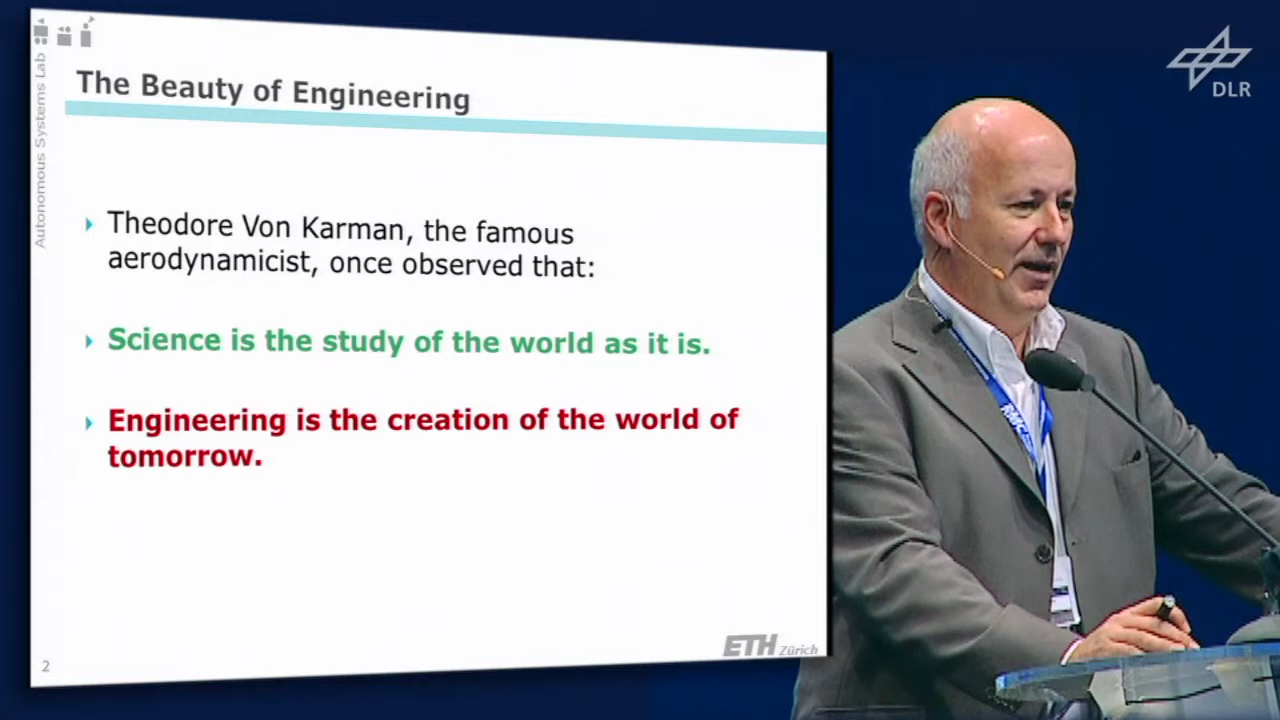 DLR
Autonomous Systems Lab
The Beauty of Engineering
Theodore Von Karman, the famous
aerodynamicist, once observed that:
Science is the study of the world as it is.
Engineering is the creation of the world of
tomorrow.
2
ETH Zürich